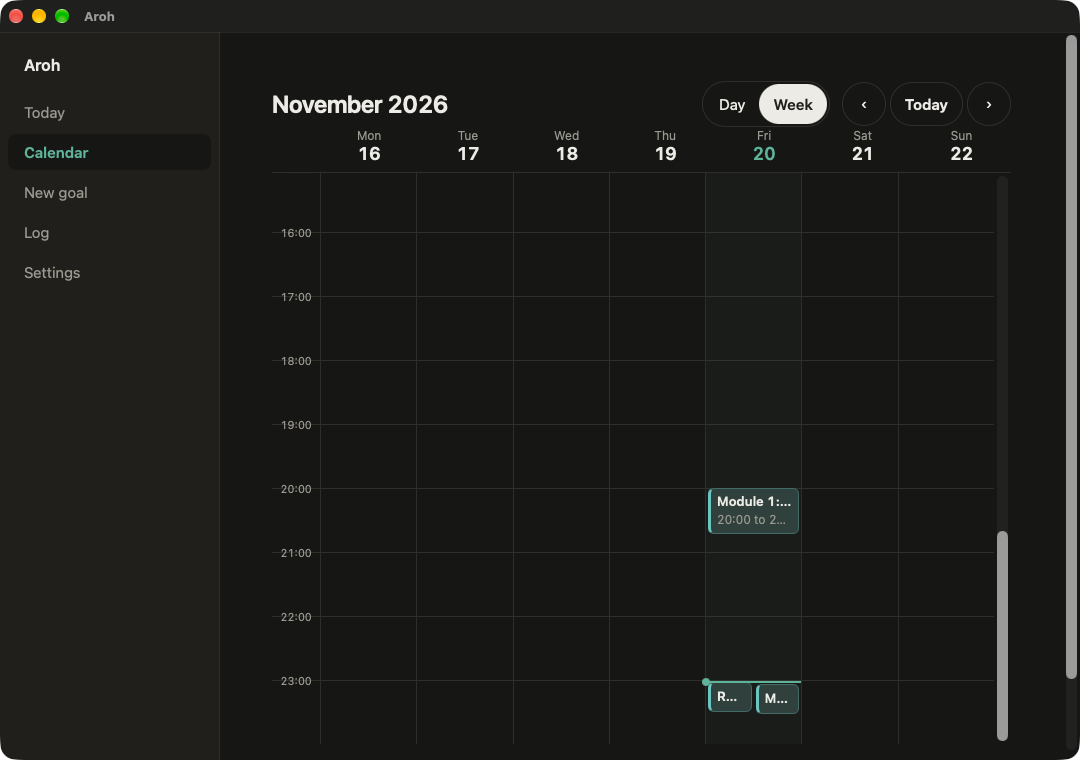 Aroh
Aroh
Today
Calendar
New goal
Log
Settings
November 2026
Day Week ‹ Today ›
Mon Tue Wed Thu Fri Sat Sun
16 17 18 19 20 21 22
16:00
17:00
18:00
19:00
20:00
Module 1:...
20:00 to 2...
21:00
22:00
23:00
R... M...